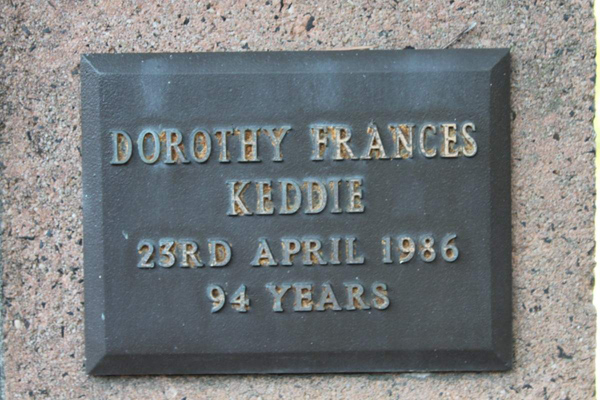 DOROTHY FRANCES
KEDDIE
23RD APRIL 1986
94 YEARS